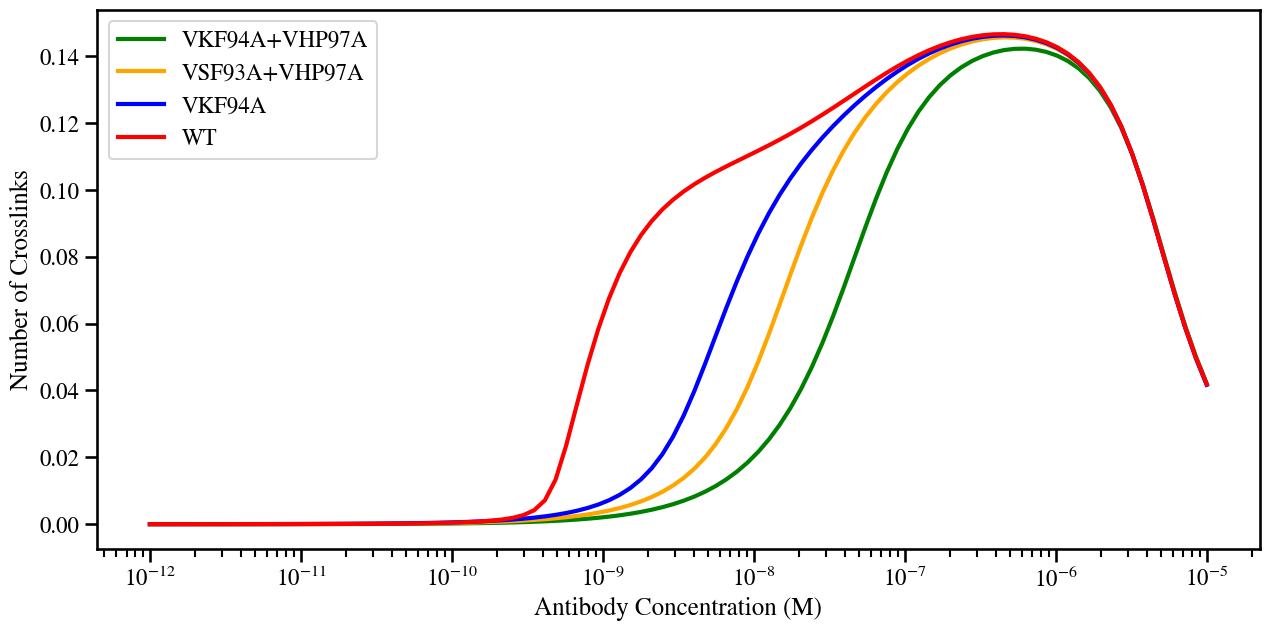 VKF94A+VHP97A
VSF93A+VHP97A
VKF94A
WT
Number of Crosslinks
0.14
0.12
0.10
0.08
0.06
0.04
0.02
0.00
10⁻¹² 10⁻¹¹ 10⁻¹⁰ 10⁻⁹ 10⁻⁸ 10⁻⁷ 10⁻⁶ 10⁻⁵
Antibody Concentration (M)